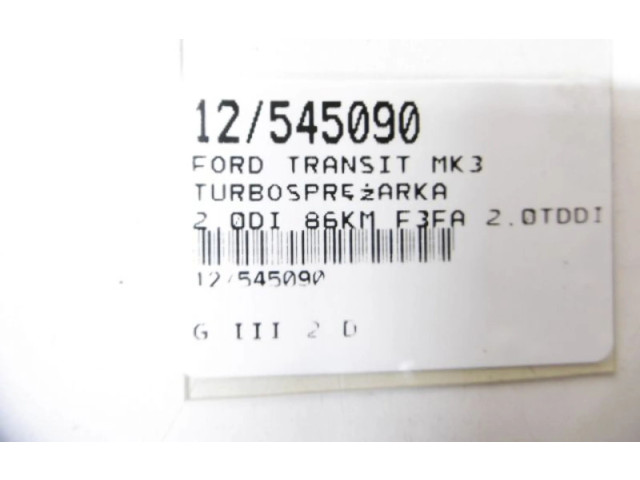 12/545090
FORD TRANSIT MK3
TURBOSPRĘżARKA
2.0DI 86KM F3FA 2.0TDDI
12/545090
G III 2 D